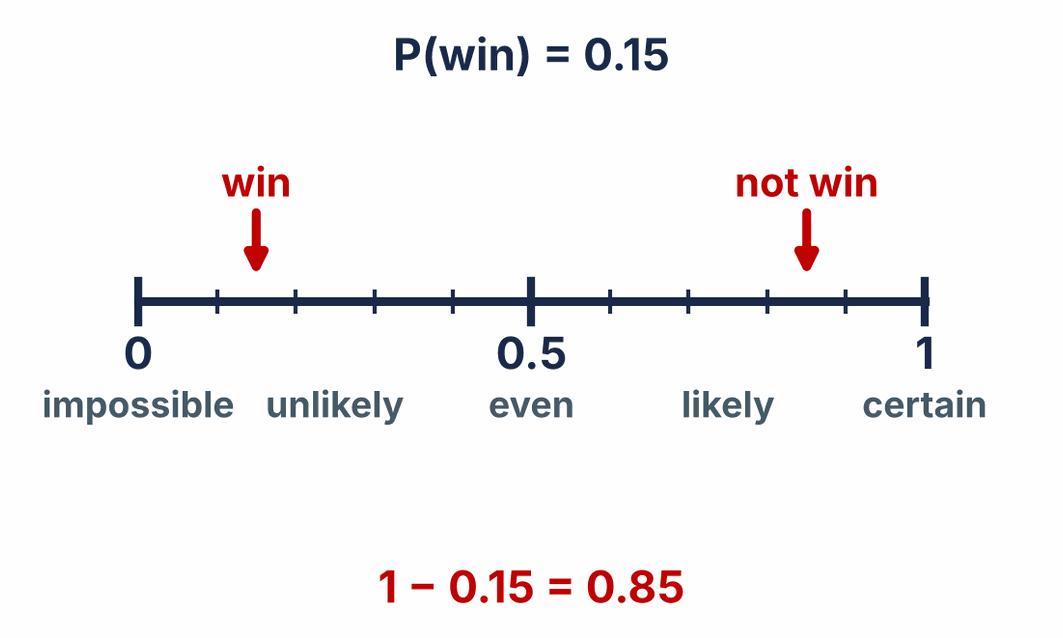 P(win) = 0.15
win not win
0 0.5 1
impossible unlikely even likely certain
1 − 0.15 = 0.85